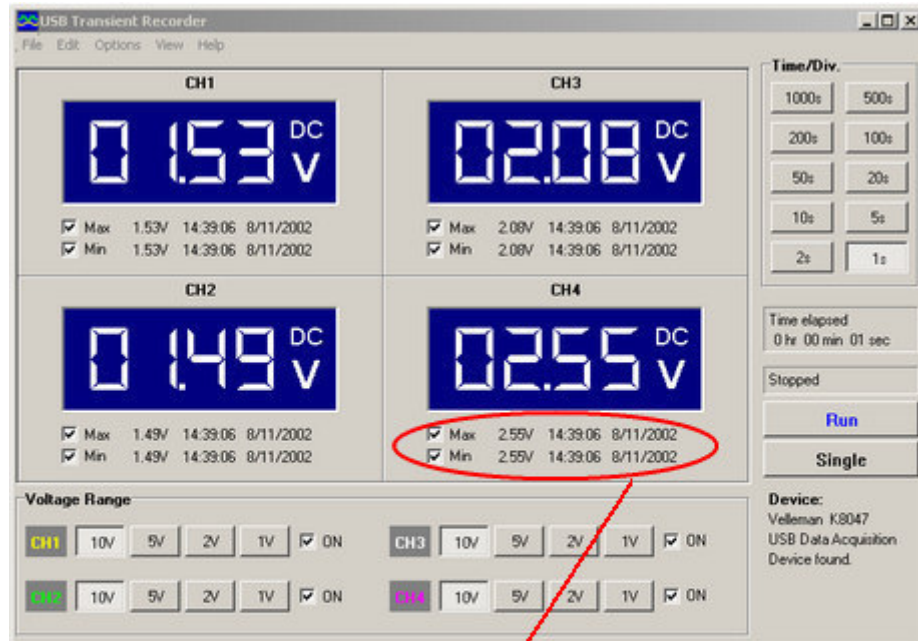 USB Transient Recorder
File Edit Options View Help
CH1
01.53 DC V
Max 1.53V 14:39:06 8/11/2002
Min 1.53V 14:39:06 8/11/2002
CH3
02.08 DC V
Max 2.08V 14:39:06 8/11/2002
Min 2.08V 14:39:06 8/11/2002
CH2
01.49 DC V
Max 1.49V 14:39:06 8/11/2002
Min 1.49V 14:39:06 8/11/2002
CH4
02.55 DC V
Max 2.55V 14:39:06 8/11/2002
Min 2.55V 14:39:06 8/11/2002
Time/Div.
1000s 500s
200s 100s
50s 20s
10s 5s
2s 1s
Time elapsed
0 hr 00 min 01 sec
Stopped
Run
Single
Voltage Range
CH1 10V 5V 2V 1V ON
CH3 10V 5V 2V 1V ON
CH2 10V 5V 2V 1V ON
CH4 10V 5V 2V 1V ON
Device:
Velleman K8047
USB Data Acquisition
Device found.